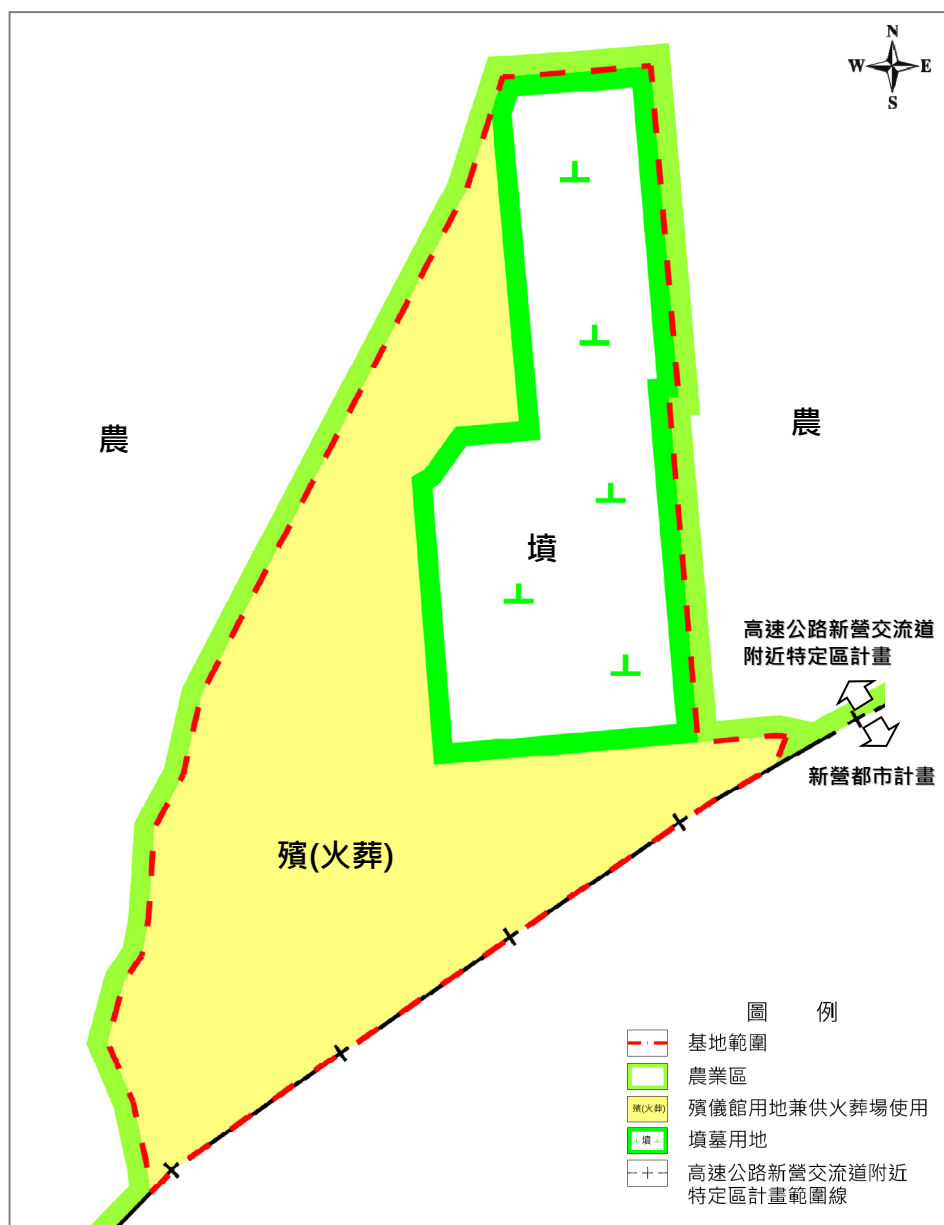 N
W E
S
農
農
墳
高速公路新營交流道
附近特定區計畫
新營都市計畫
殯(火葬)
圖 例
基地範圍
農業區
殯(火葬) 殯儀館用地兼供火葬場使用
墳 墳墓用地
高速公路新營交流道附近
特定區計畫範圍線